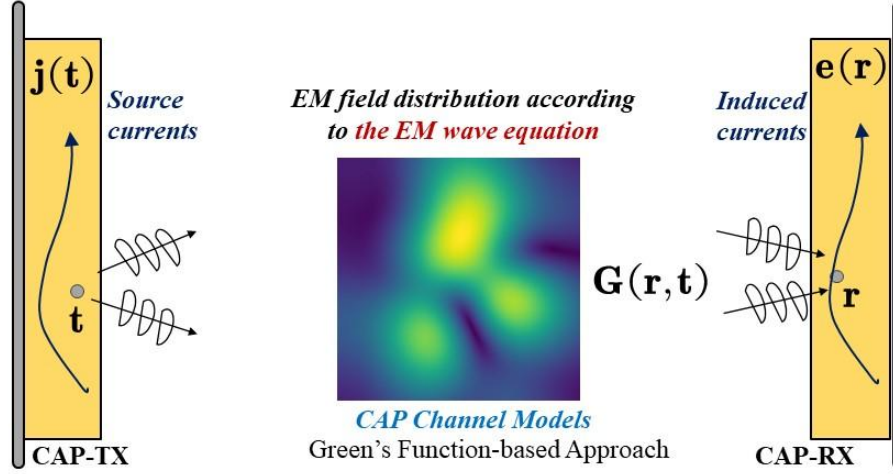 j(t)
Source
currents
t
CAP-TX
EM field distribution according
to the EM wave equation
G(r,t)
CAP Channel Models
Green's Function-based Approach
e(r)
Induced
currents
r
CAP-RX